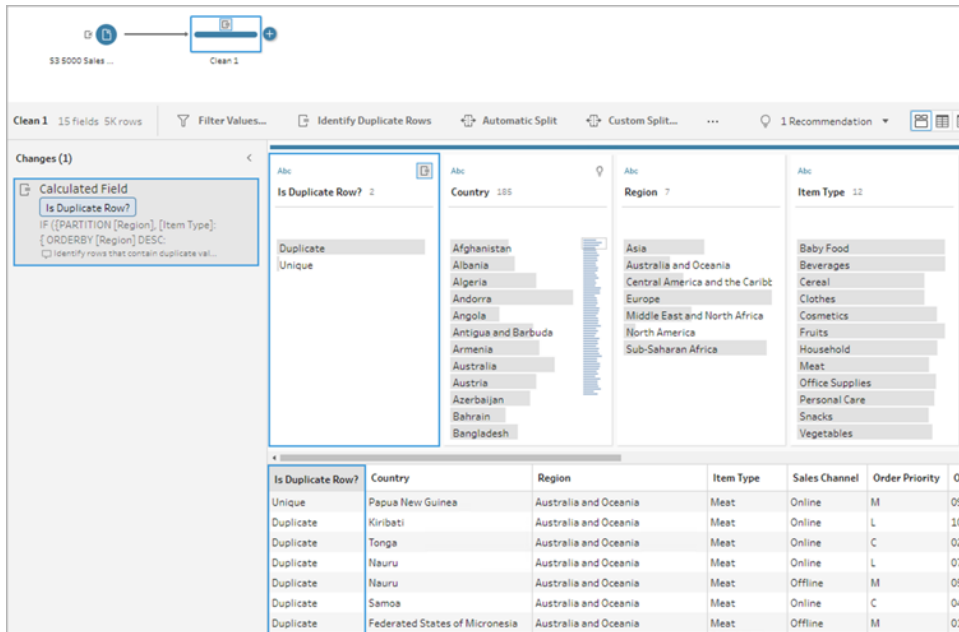 S3 5000 Sales ...
Clean 1
Clean 1 15 fields 5K rows Filter Values... Identify Duplicate Rows Automatic Split Custom Split... ... 1 Recommendation
Changes (1)
Calculated Field
Is Duplicate Row?
IF ({PARTITION [Region], [Item Type]:
{ ORDERBY [Region] DESC:
Identify rows that contain duplicate val...
Abc
Is Duplicate Row? 2
Duplicate
Unique
Abc
Country 185
Afghanistan
Albania
Algeria
Andorra
Angola
Antigua and Barbuda
Armenia
Australia
Austria
Azerbaijan
Bahrain
Bangladesh
Abc
Region 7
Asia
Australia and Oceania
Central America and the Caribb
Europe
Middle East and North Africa
North America
Sub-Saharan Africa
Abc
Item Type 12
Baby Food
Beverages
Cereal
Clothes
Cosmetics
Fruits
Household
Meat
Office Supplies
Personal Care
Snacks
Vegetables
Is Duplicate Row? Country Region Item Type Sales Channel Order Priority O
Unique Papua New Guinea Australia and Oceania Meat Online M 09
Duplicate Kiribati Australia and Oceania Meat Online L 10
Duplicate Tonga Australia and Oceania Meat Online C 02
Duplicate Nauru Australia and Oceania Meat Online L 07
Duplicate Nauru Australia and Oceania Meat Offline M
Duplicate Samoa Australia and Oceania Meat Online C 04
Duplicate Federated States of Micronesia Australia and Oceania Meat Offline M